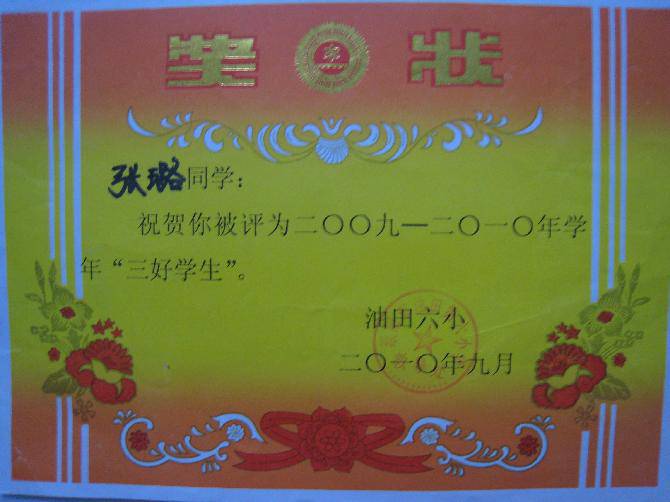 奖 状
张璐同学：
祝贺你被评为二〇〇九—二〇一〇年学
年“三好学生”。
油田六小
二〇一〇年九月